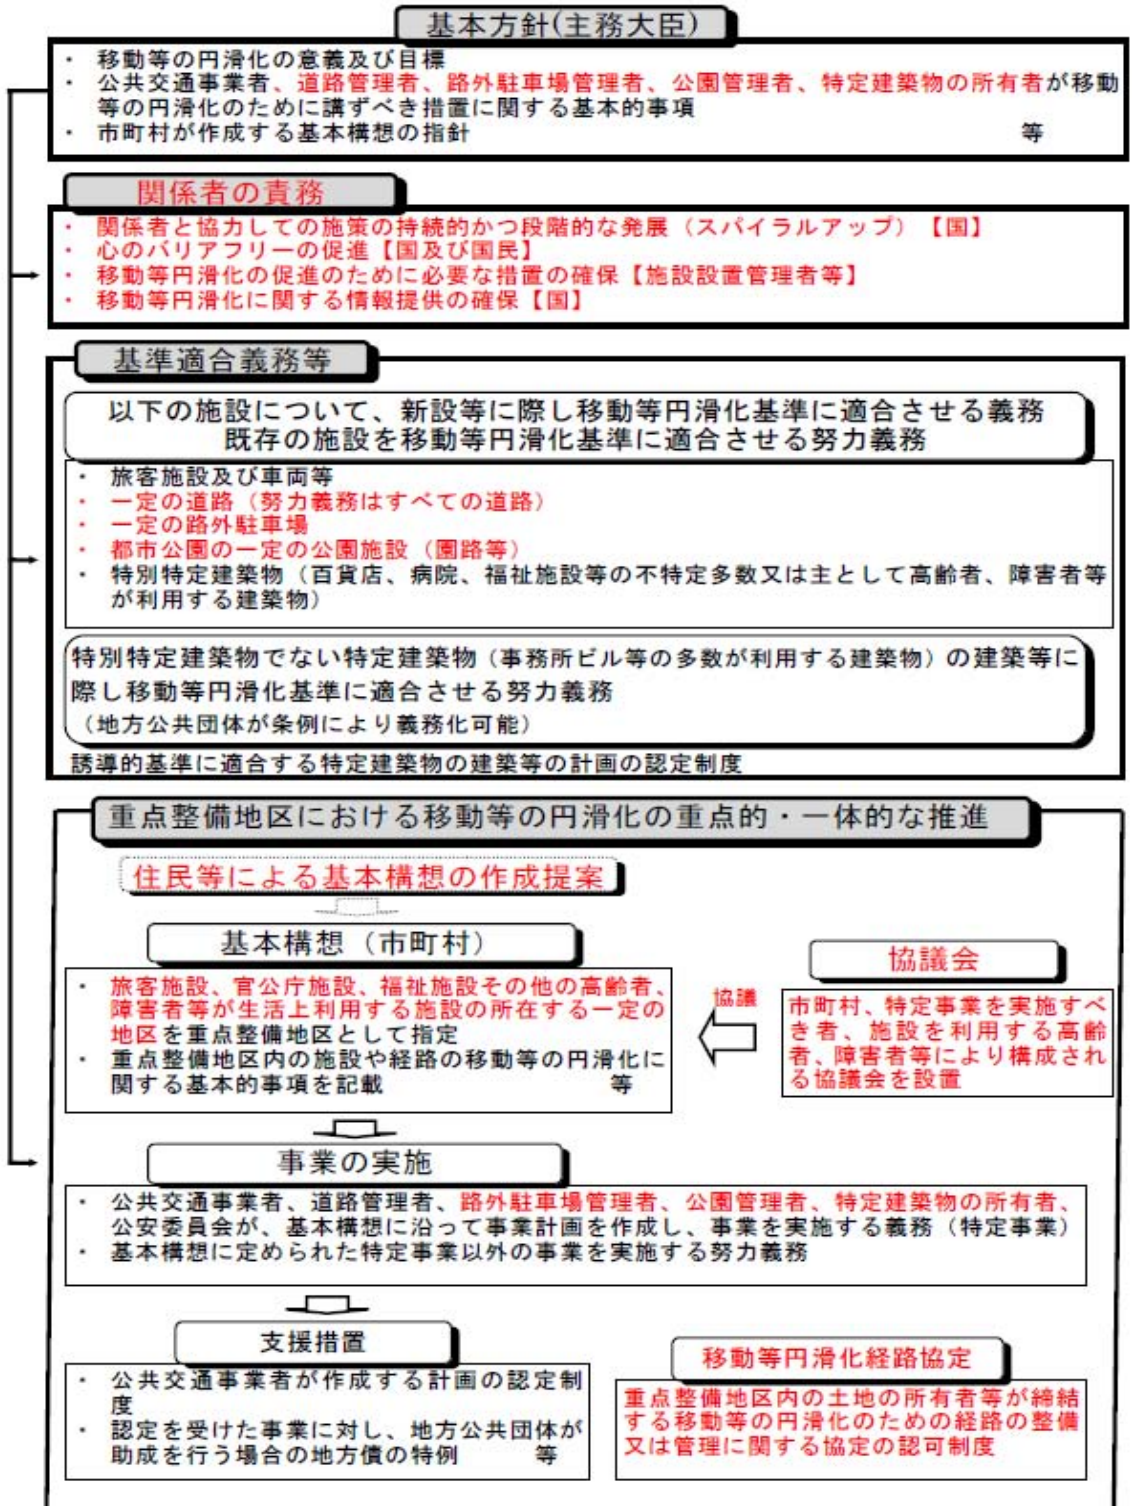 基本方針(主務大臣)
・ 移動等の円滑化の意義及び目標
・ 公共交通事業者、道路管理者、路外駐車場管理者、公園管理者、特定建築物の所有者が移動
等の円滑化のために講ずべき措置に関する基本的事項
・ 市町村が作成する基本構想の指針 等
関係者の責務
・ 関係者と協力しての施策の持続的かつ段階的な発展（スパイラルアップ）【国】
・ 心のバリアフリーの促進【国及び国民】
・ 移動等円滑化の促進のために必要な措置の確保【施設設置管理者等】
・ 移動等円滑化に関する情報提供の確保【国】
基準適合義務等
以下の施設について、新設等に際し移動等円滑化基準に適合させる義務
既存の施設を移動等円滑化基準に適合させる努力義務
・ 旅客施設及び車両等
・ 一定の道路（努力義務はすべての道路）
・ 一定の路外駐車場
・ 都市公園の一定の公園施設（園路等）
・ 特別特定建築物（百貨店、病院、福祉施設等の不特定多数又は主として高齢者、障害者等
が利用する建築物）
特別特定建築物でない特定建築物（事務所ビル等の多数が利用する建築物）の建築等に
際し移動等円滑化基準に適合させる努力義務
（地方公共団体が条例により義務化可能）
誘導的基準に適合する特定建築物の建築等の計画の認定制度
重点整備地区における移動等の円滑化の重点的・一体的な推進
住民等による基本構想の作成提案
基本構想（市町村）
・ 旅客施設、官公庁施設、福祉施設その他の高齢者、
障害者等が生活上利用する施設の所在する一定の
地区を重点整備地区として指定
・ 重点整備地区内の施設や経路の移動等の円滑化に
関する基本的事項を記載 等
協議
協議会
市町村、特定事業を実施すべ
き者、施設を利用する高齢
者、障害者等により構成され
る協議会を設置
事業の実施
・ 公共交通事業者、道路管理者、路外駐車場管理者、公園管理者、特定建築物の所有者、
公安委員会が、基本構想に沿って事業計画を作成し、事業を実施する義務（特定事業）
・ 基本構想に定められた特定事業以外の事業を実施する努力義務
支援措置
・ 公共交通事業者が作成する計画の認定制
度
・ 認定を受けた事業に対し、地方公共団体が
助成を行う場合の地方債の特例 等
移動等円滑化経路協定
重点整備地区内の土地の所有者等が締結
する移動等の円滑化のための経路の整備
又は管理に関する協定の認可制度